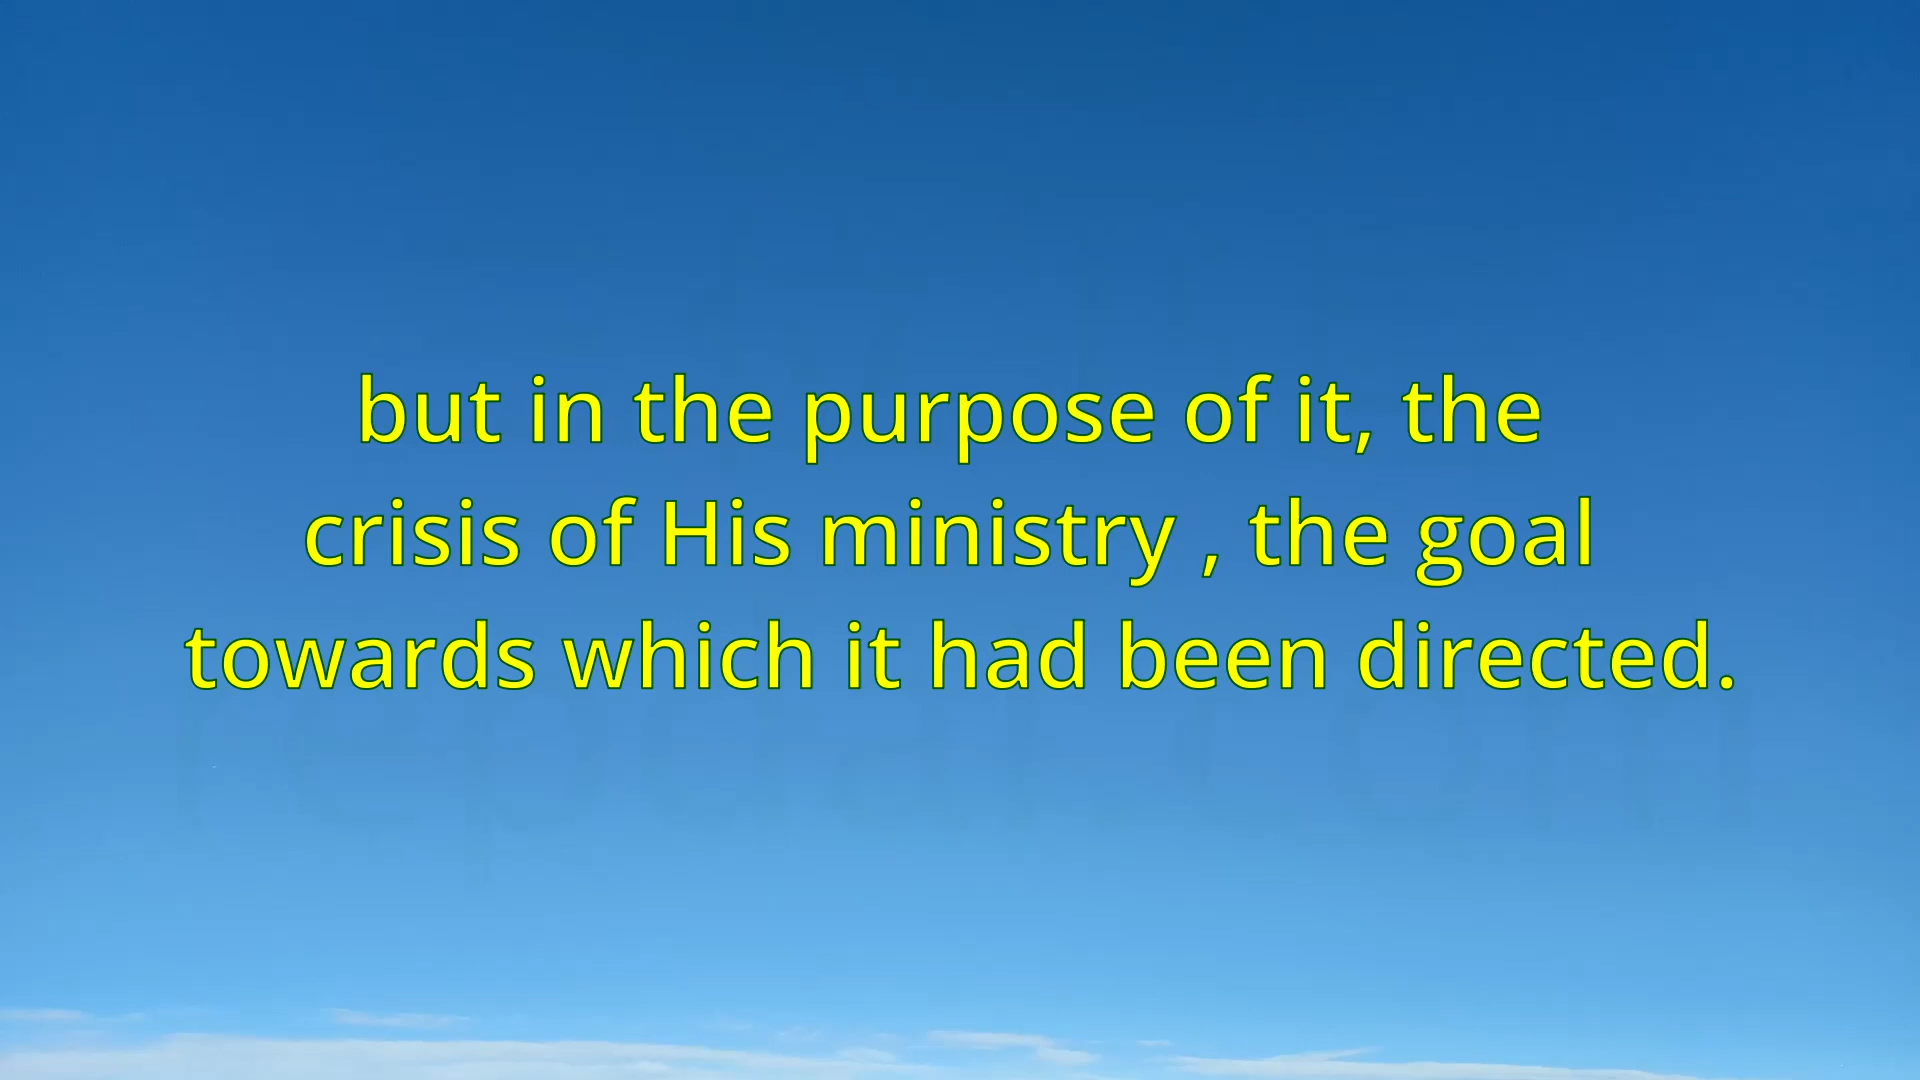 but in the purpose of it, the
crisis of His ministry , the goal
towards which it had been directed.